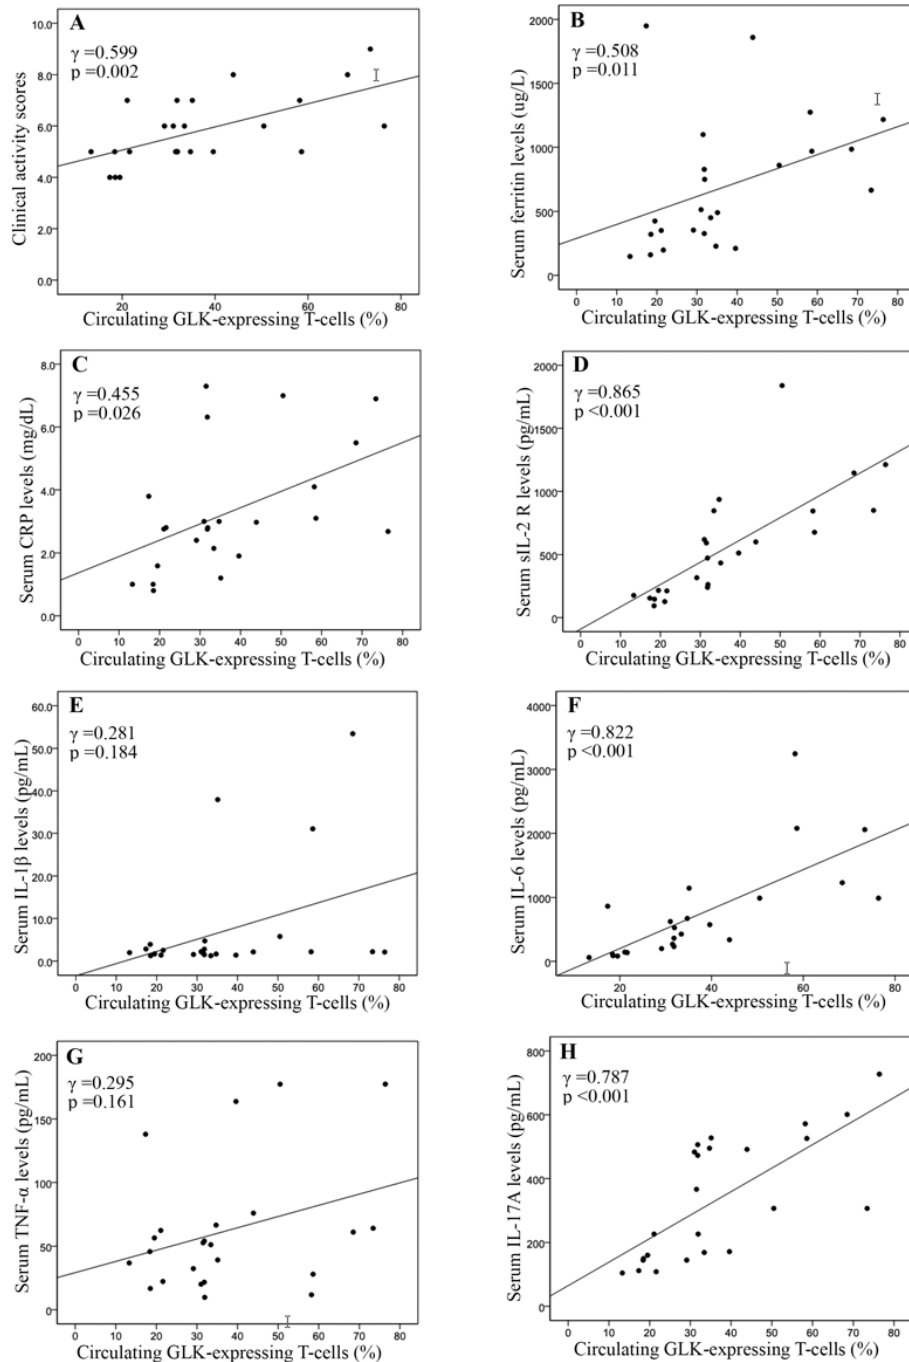 A
γ =0.599
p =0.002
Clinical activity scores
10.0
8.0
6.0
4.0
2.0
0.0
20 40 60 80
Circulating GLK-expressing T-cells (%)
B
γ =0.508
p =0.011
Serum ferritin levels (ug/L)
2000
1500
1000
500
0
0 10 20 30 40 50 60 70 80
Circulating GLK-expressing T-cells (%)
C
γ =0.455
p =0.026
Serum CRP levels (mg/dL)
8.0
6.0
4.0
2.0
0.0
0 10 20 30 40 50 60 70 80
Circulating GLK-expressing T-cells (%)
D
γ =0.865
p <0.001
Serum sIL-2 R levels (pg/mL)
2000
1500
1000
500
0
0 10 20 30 40 50 60 70 80
Circulating GLK-expressing T-cells (%)
E
γ =0.281
p =0.184
Serum IL-1β levels (pg/mL)
60.0
50.0
40.0
30.0
20.0
10.0
0.0
0 10 20 30 40 50 60 70 80
Circulating GLK-expressing T-cells (%)
F
γ =0.822
p <0.001
Serum IL-6 levels (pg/mL)
4000
3000
2000
1000
0
20 40 60 80
Circulating GLK-expressing T-cells (%)
G
γ =0.295
p =0.161
Serum TNF-α levels (pg/mL)
200
150
100
50
0
0 10 20 30 40 50 60 70 80
Circulating GLK-expressing T-cells (%)
H
γ =0.787
p <0.001
Serum IL-17A levels (pg/mL)
800
600
400
200
0
0 10 20 30 40 50 60 70 80
Circulating GLK-expressing T-cells (%)